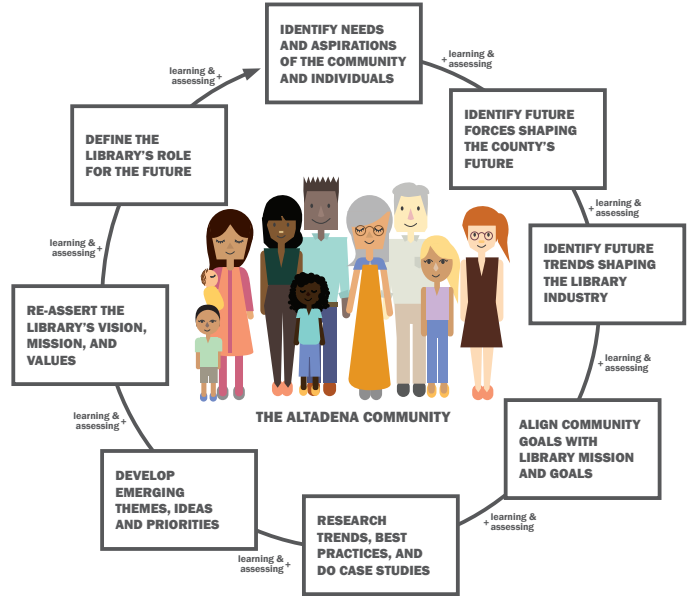 IDENTIFY NEEDS
AND ASPIRATIONS
OF THE COMMUNITY
AND INDIVIDUALS
learning &
+ assessing
IDENTIFY FUTURE
FORCES SHAPING
THE COUNTY'S
FUTURE
learning &
+ assessing
IDENTIFY FUTURE
TRENDS SHAPING
THE LIBRARY
INDUSTRY
learning &
+ assessing
ALIGN COMMUNITY
GOALS WITH
LIBRARY MISSION
AND GOALS
learning &
+ assessing
RESEARCH
TRENDS, BEST
PRACTICES, AND
DO CASE STUDIES
learning &
assessing +
DEVELOP
EMERGING
THEMES, IDEAS
AND PRIORITIES
learning &
assessing +
RE-ASSERT THE
LIBRARY'S VISION,
MISSION, AND
VALUES
learning &
assessing +
DEFINE THE
LIBRARY'S ROLE
FOR THE FUTURE
learning &
assessing +
THE ALTADENA COMMUNITY